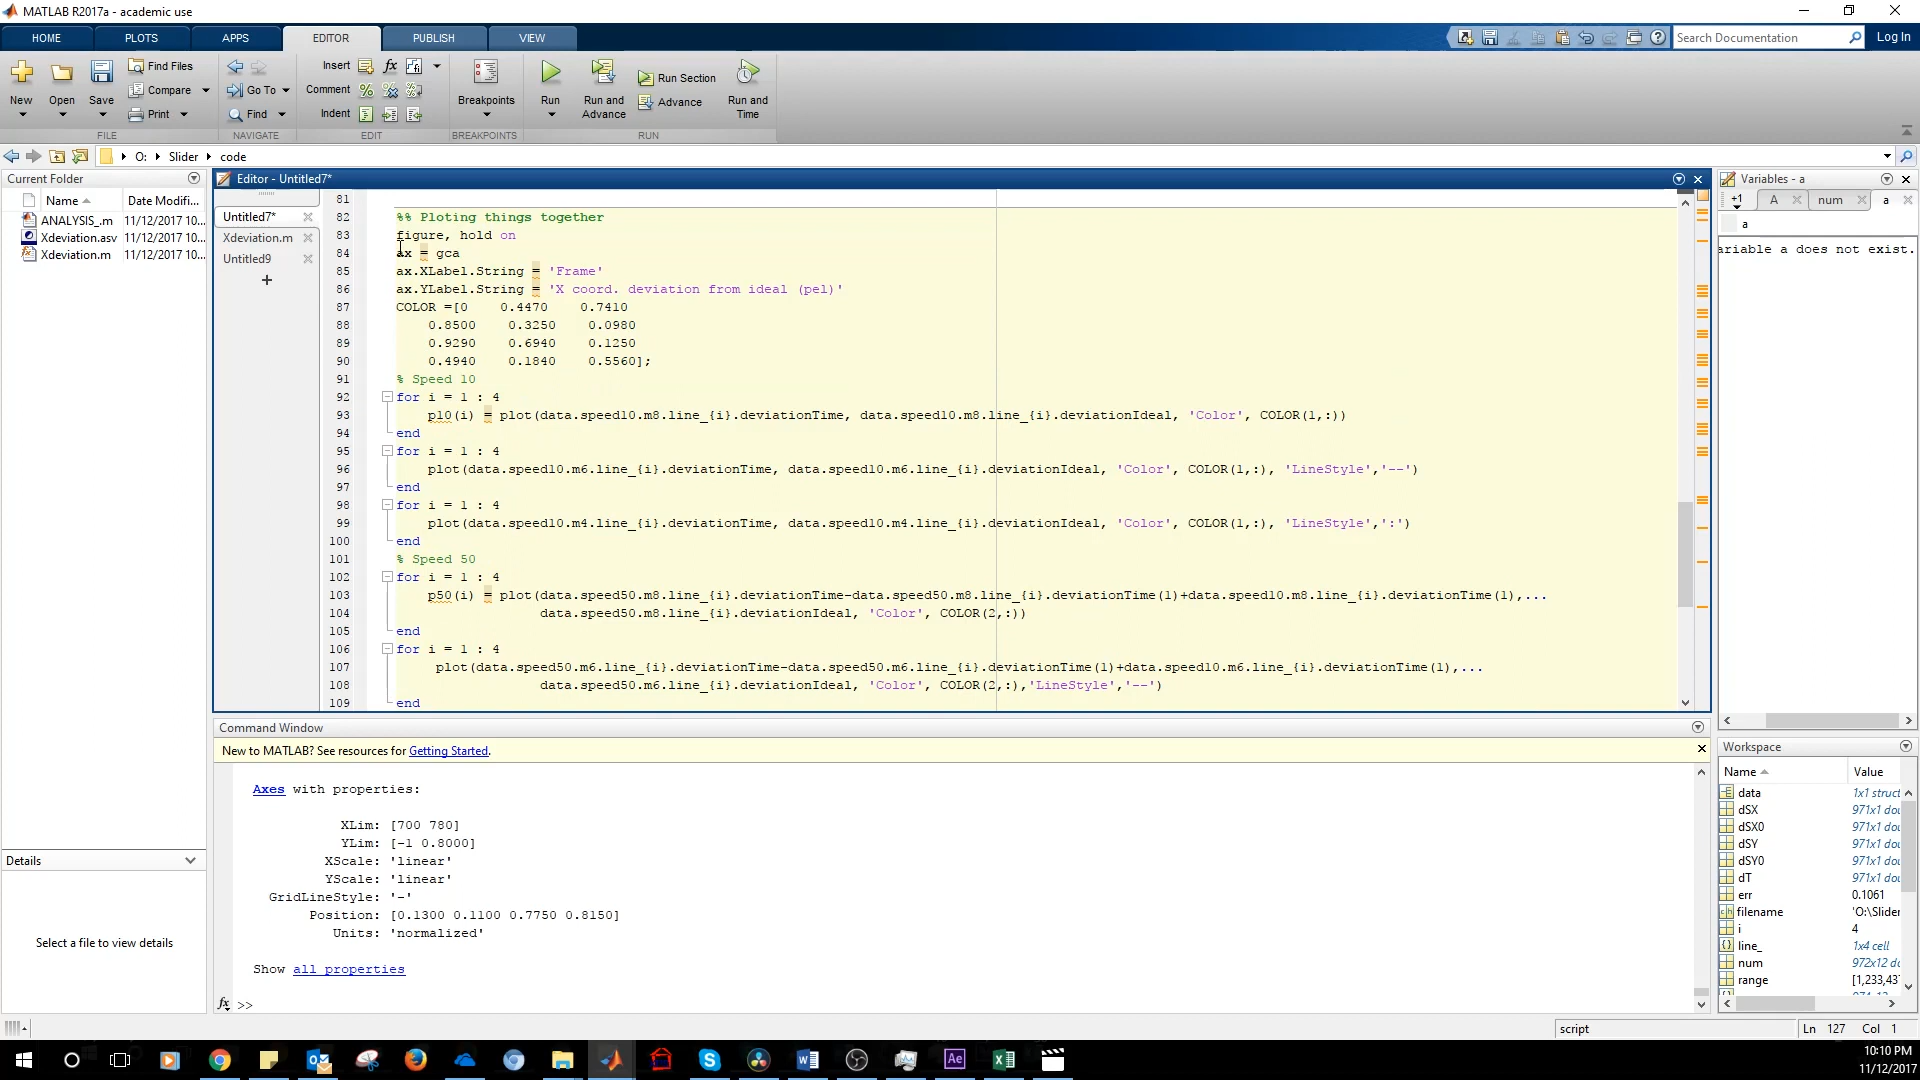 MATLAB R2017a - academic use
HOME PLOTS APPS EDITOR PUBLISH VIEW
Search Documentation
Log In
New
Open
Save
Find Files
Compare
Print
Go To
Find
Insert
fx
Comment
Indent
Breakpoints
Run
Run and Advance
Run Section
Advance
Run and Time
FILE NAVIGATE EDIT BREAKPOINTS RUN
O: Slider code
Current Folder
Name Date Modifi...
ANALYSIS_.m 11/12/2017 10...
Xdeviation.asv 11/12/2017 10...
Xdeviation.m 11/12/2017 10...
Details
Select a file to view details
Editor - Untitled7*
Untitled7*
Xdeviation.m
Untitled9
+
81
82 %% Ploting things together
83 figure, hold on
84 ax = gca
85 ax.XLabel.String = 'Frame'
86 ax.YLabel.String = 'X coord. deviation from ideal (pel)'
87 COLOR =[0 0.4470 0.7410
88 0.8500 0.3250 0.0980
89 0.9290 0.6940 0.1250
90 0.4940 0.1840 0.5560];
91 % Speed 10
92 for i = 1 : 4
93 p10(i) = plot(data.speed10.m8.line_{i}.deviationTime, data.speed10.m8.line_{i}.deviationIdeal, 'Color', COLOR(1,:))
94 end
95 for i = 1 : 4
96 plot(data.speed10.m6.line_{i}.deviationTime, data.speed10.m6.line_{i}.deviationIdeal, 'Color', COLOR(1,:), 'LineStyle','--')
97 end
98 for i = 1 : 4
99 plot(data.speed10.m4.line_{i}.deviationTime, data.speed10.m4.line_{i}.deviationIdeal, 'Color', COLOR(1,:), 'LineStyle',':')
100 end
101 % Speed 50
102 for i = 1 : 4
103 p50(i) = plot(data.speed50.m8.line_{i}.deviationTime-data.speed50.m8.line_{i}.deviationTime(1)+data.speed10.m8.line_{i}.deviationTime(1),...
104 data.speed50.m8.line_{i}.deviationIdeal, 'Color', COLOR(2,:))
105 end
106 for i = 1 : 4
107 plot(data.speed50.m6.line_{i}.deviationTime-data.speed50.m6.line_{i}.deviationTime(1)+data.speed10.m6.line_{i}.deviationTime(1),...
108 data.speed50.m6.line_{i}.deviationIdeal, 'Color', COLOR(2,:),'LineStyle','--')
109 end
Command Window
New to MATLAB? See resources for Getting Started.
Axes with properties:
XLim: [700 780]
YLim: [-1 0.8000]
XScale: 'linear'
YScale: 'linear'
GridLineStyle: '-'
Position: [0.1300 0.1100 0.7750 0.8150]
Units: 'normalized'
Show all properties
fx >>
Variables - a
A num a
a
ariable a does not exist.
Workspace
Name Value
data 1x1 struct
dSX 971x1 dou
dSX0 971x1 dou
dSY 971x1 dou
dSY0 971x1 dou
dT 971x1 dou
err 0.1061
filename 'O:\Slider
i 4
line_ 1x4 cell
num 972x12 do
range [1,233,43
script
Ln 127 Col 1
10:10 PM
11/12/2017